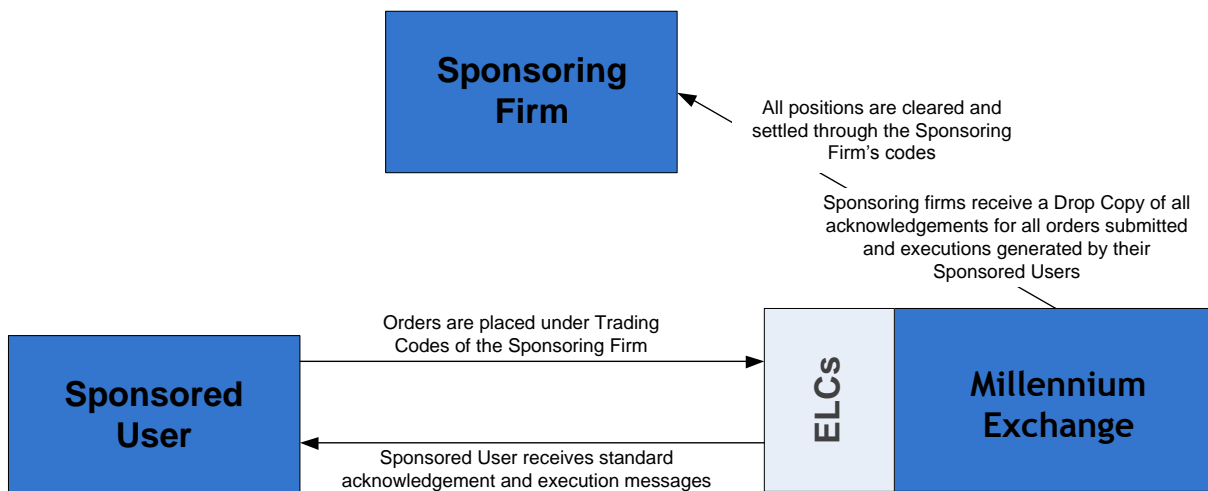 Sponsoring
Firm
All positions are cleared and
settled through the Sponsoring
Firm's codes
Sponsoring firms receive a Drop Copy of all
acknowledgements for all orders submitted
and executions generated by their
Sponsored Users
Orders are placed under Trading
Codes of the Sponsoring Firm
Sponsored
User
ELCs
Millennium
Exchange
Sponsored User receives standard
acknowledgement and execution messages